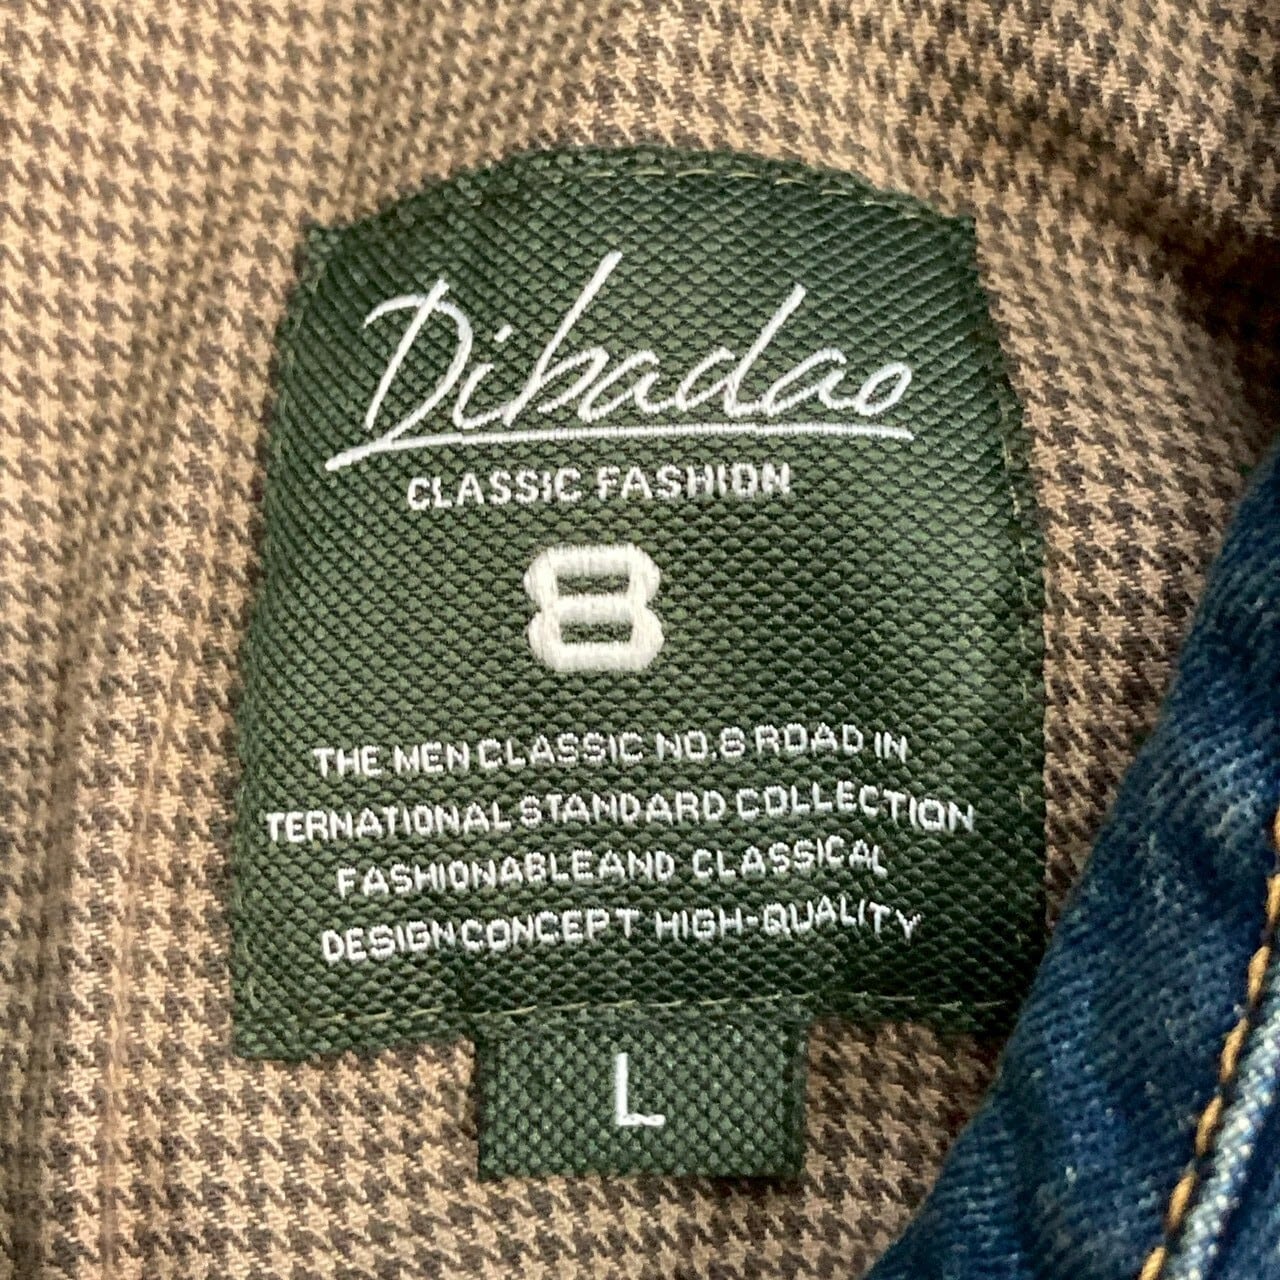 Dibadao
CLASSIC FASHION
8
THE MEN CLASSIC NO.8 ROAD IN
TERNATIONAL STANDARD COLLECTION
FASHIONABLEAND CLASSICAL
DESIGNCONCEPT HIGH-QUALITY
L